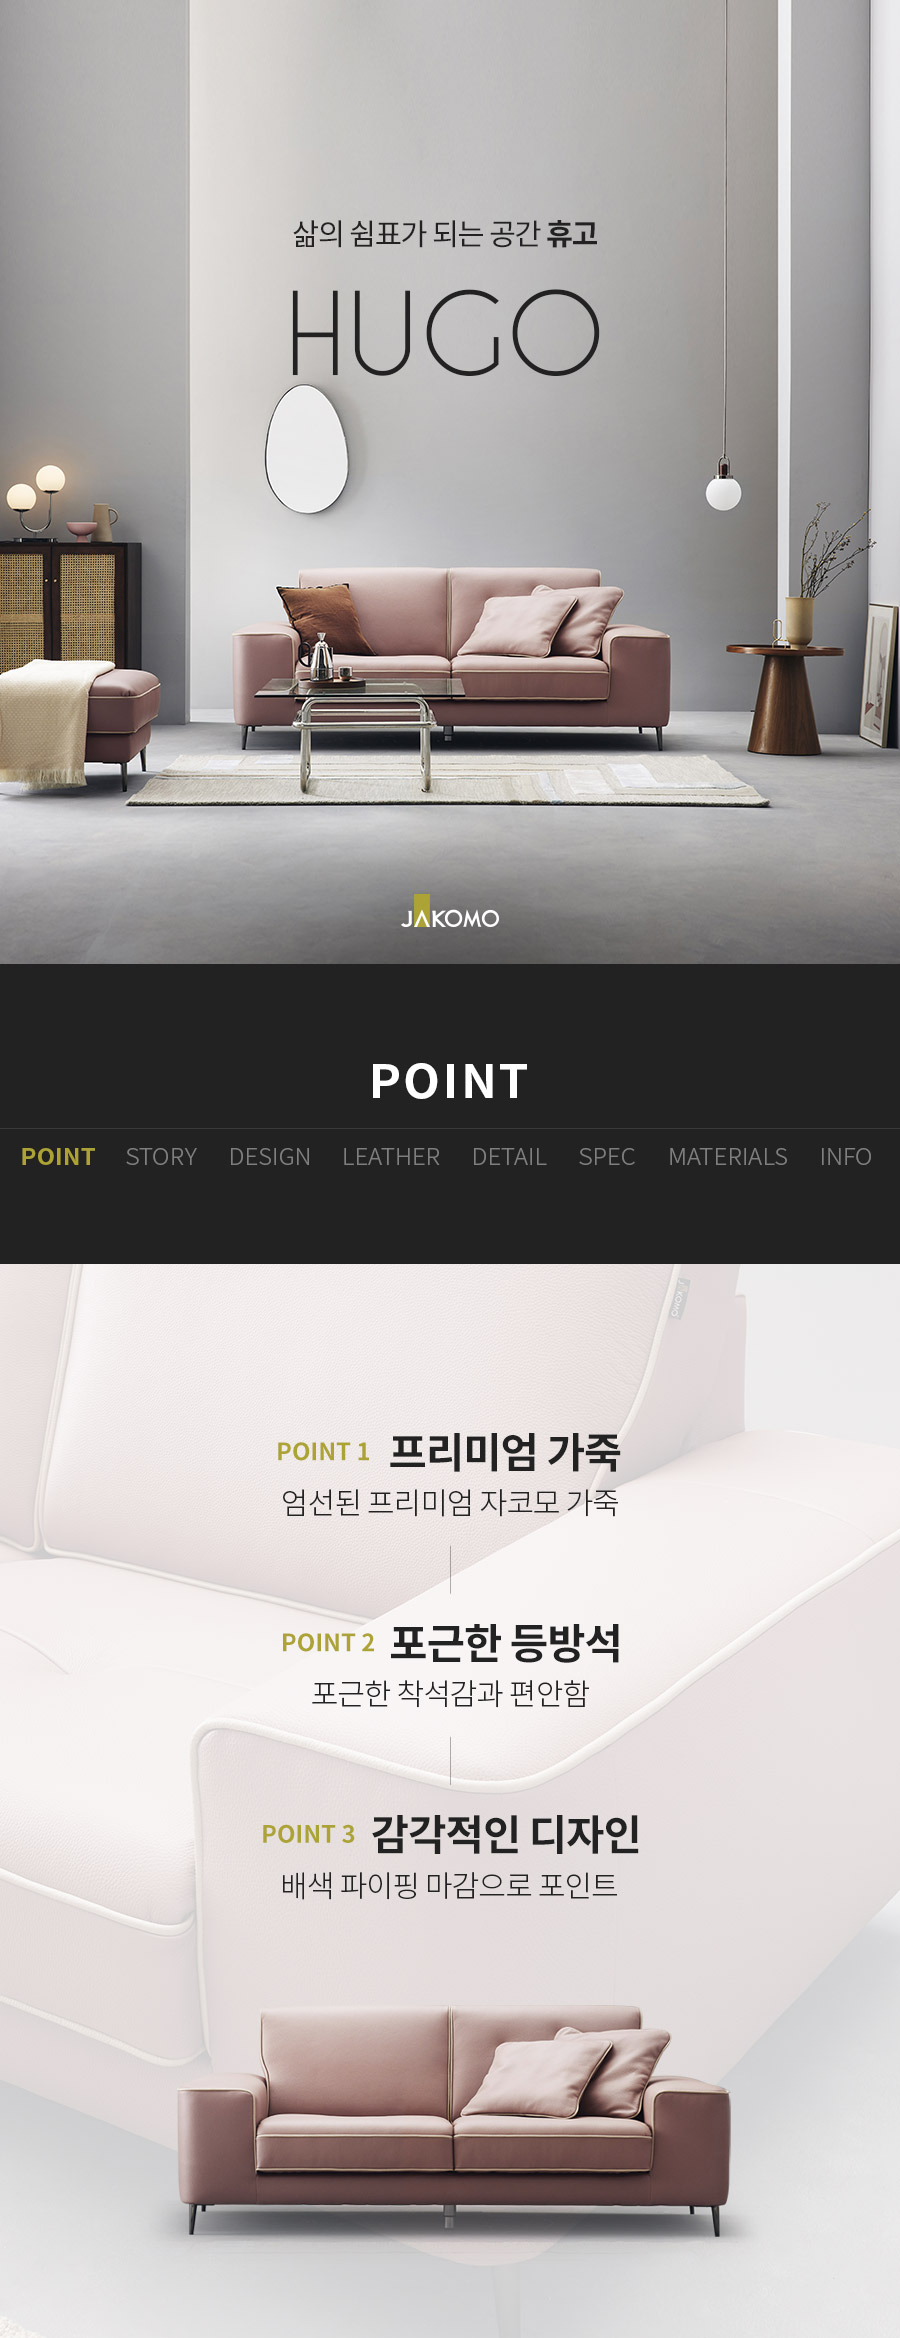 삶의 쉼표가 되는 공간 휴고
HUGO
JAKOMO
POINT
POINT STORY DESIGN LEATHER DETAIL SPEC MATERIALS INFO
JAKOMO
POINT 1 프리미엄 가죽
엄선된 프리미엄 자코모 가죽
POINT 2 포근한 등방석
포근한 착석감과 편안함
POINT 3 감각적인 디자인
배색 파이핑 마감으로 포인트